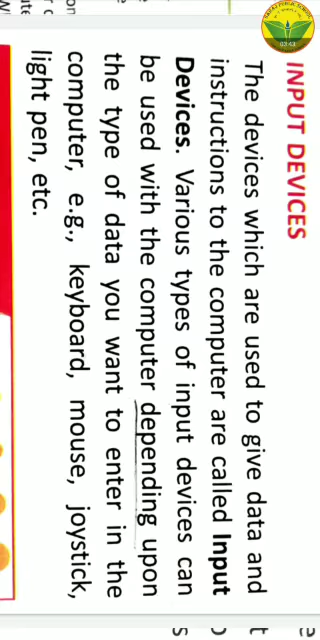 INPUT DEVICES
The devices which are used to give data and
instructions to the computer are called Input
Devices. Various types of input devices can
be used with the computer depending upon
the type of data you want to enter in the
computer, e.g., keyboard, mouse, joystick,
light pen, etc.